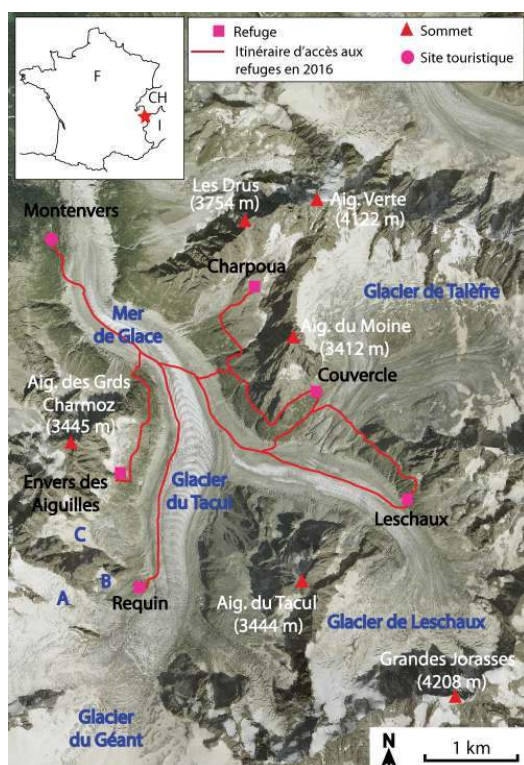 F
CH
I
Refuge
Sommet
Itinéraire d'accès aux
refuges en 2016
Site touristique
Les Drus
(3754 m)
Aig. Verte
(4122 m)
Montenvers
Charpoua
Glacier de Talèfre
Mer
de Glace
Aig. du Moine
(3412 m)
Couvercle
Aig. des Grds
Charmoz
(3445 m)
Envers des
Aiguilles
Glacier
du Tacul
Leschaux
C
B
A
Requin
Aig. du Tacul
(3444 m)
Glacier de Leschaux
Grandes Jorasses
(4208 m)
Glacier
du Géant
N
1 km